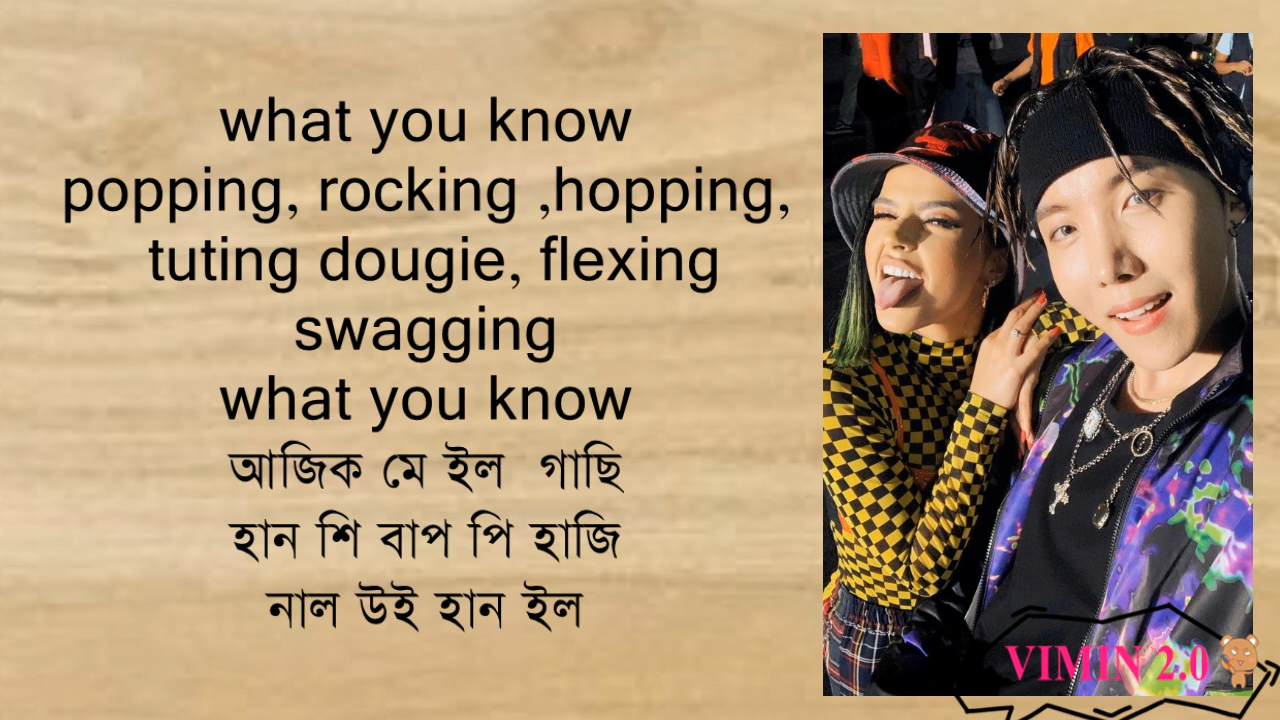 what you know
popping, rocking ,hopping,
tuting dougie, flexing
swagging
what you know
আজিক মে ইল  গাছি
হান শি বাপ পি হাজি
নাল উই হান ইল
VIMIN 2.0